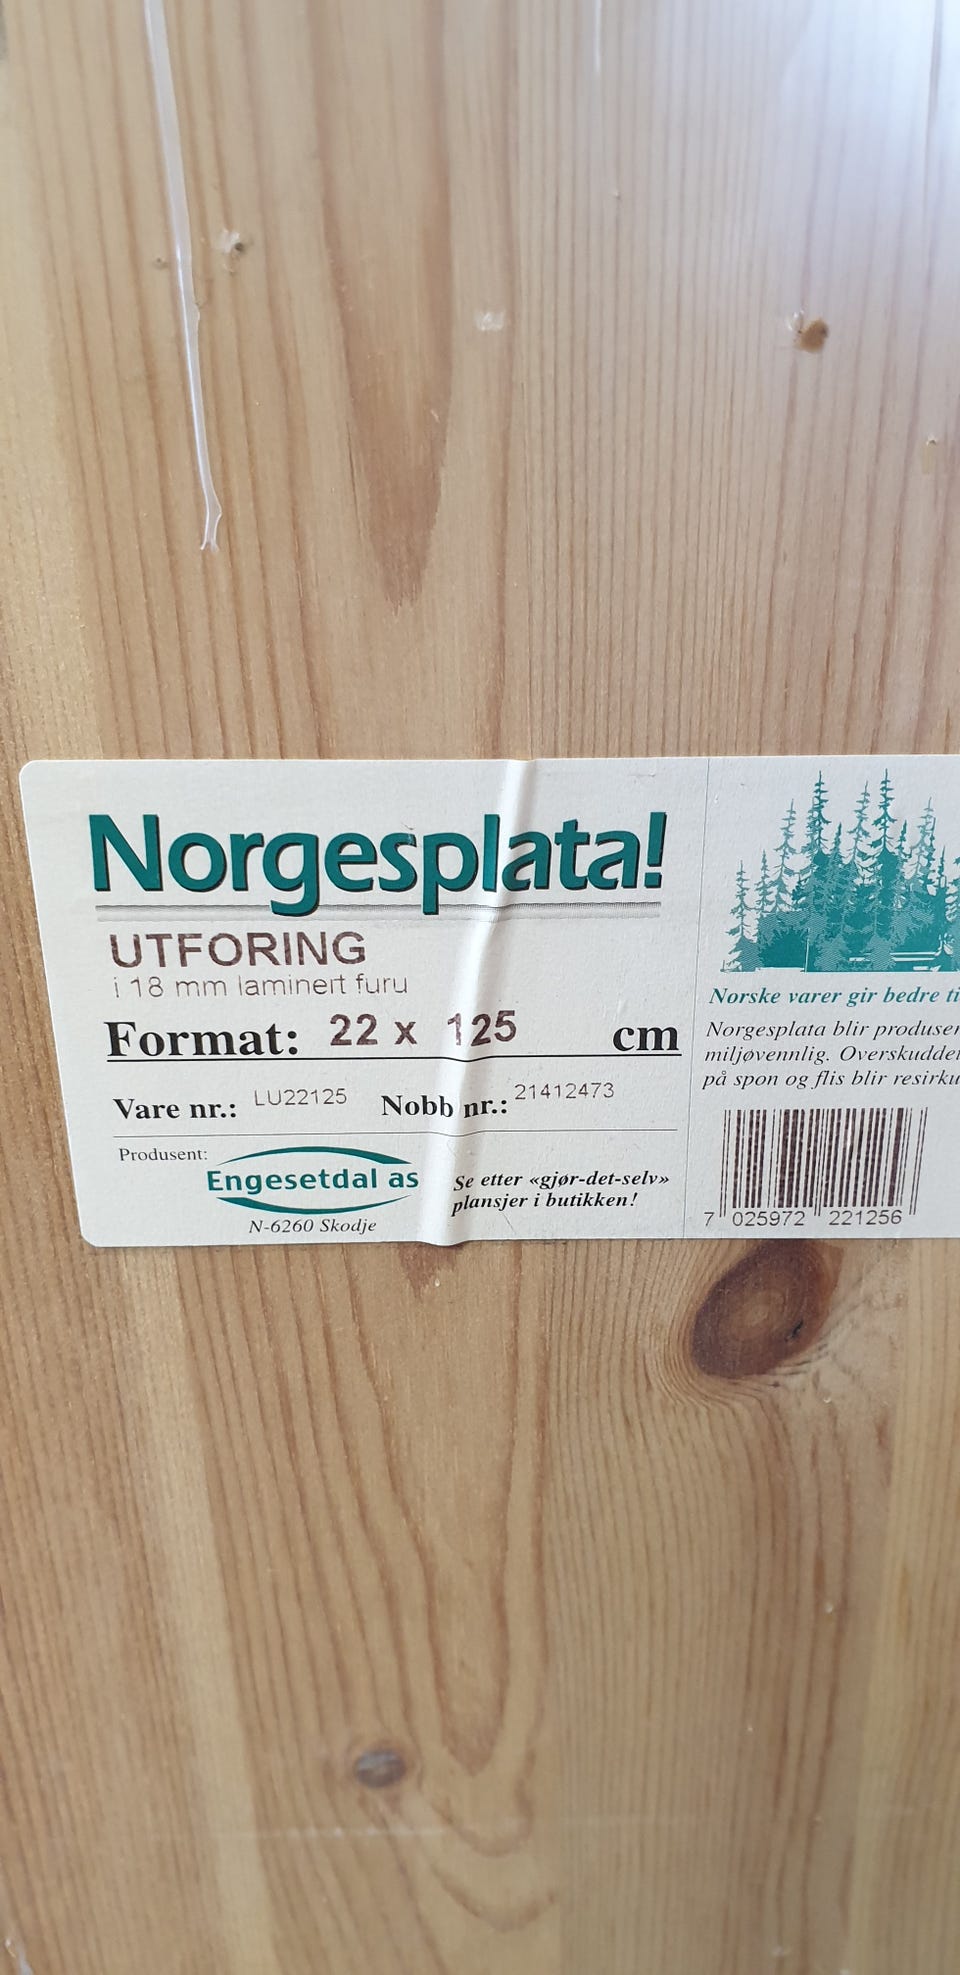 Norgesplata!
UTFORING
i 18 mm laminert furu
Format: 22 x 125 cm
Vare nr.: LU22125 Nobb nr.: 21412473
Produsent:
Engesetdal as
N-6260 Skodje
Se etter «gjør-det-selv»
plansjer i butikken!
Norske varer gir bedre
Norgesplata blir
miljøvennlig.
på spon og flis blir
7 025972 221256